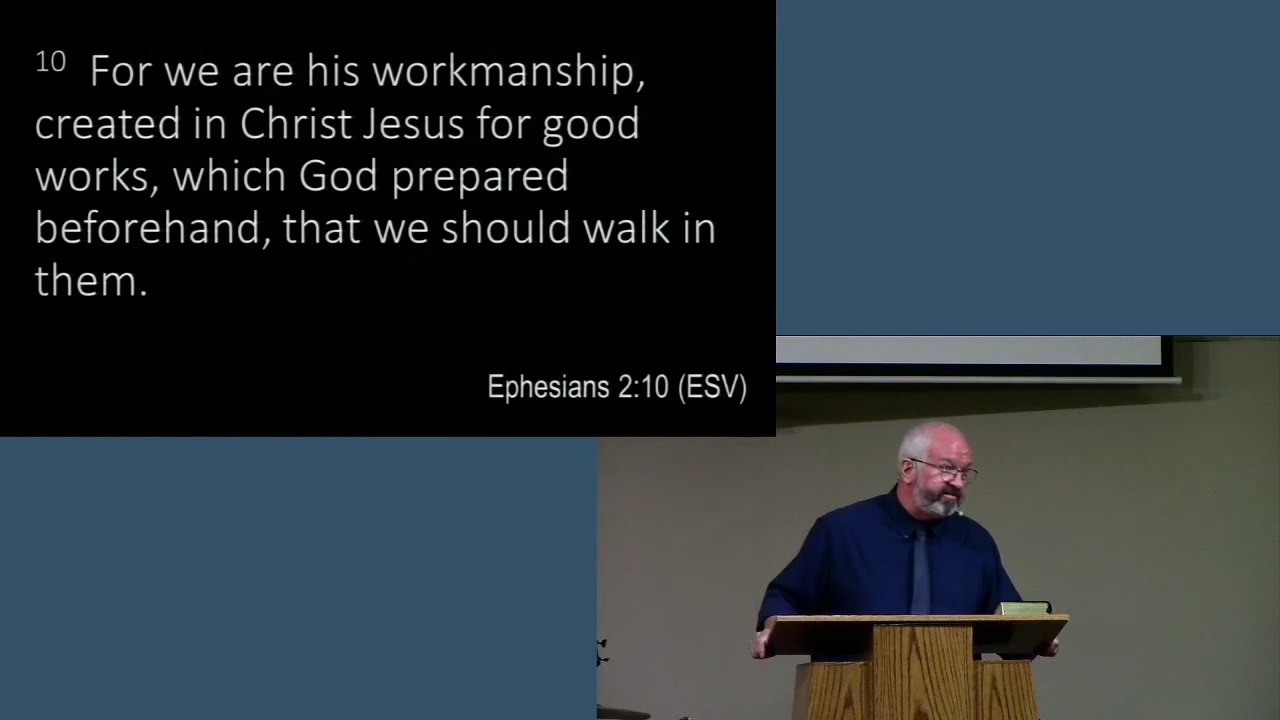 10 For we are his workmanship,
created in Christ Jesus for good
works, which God prepared
beforehand, that we should walk in
them.
Ephesians 2:10 (ESV)